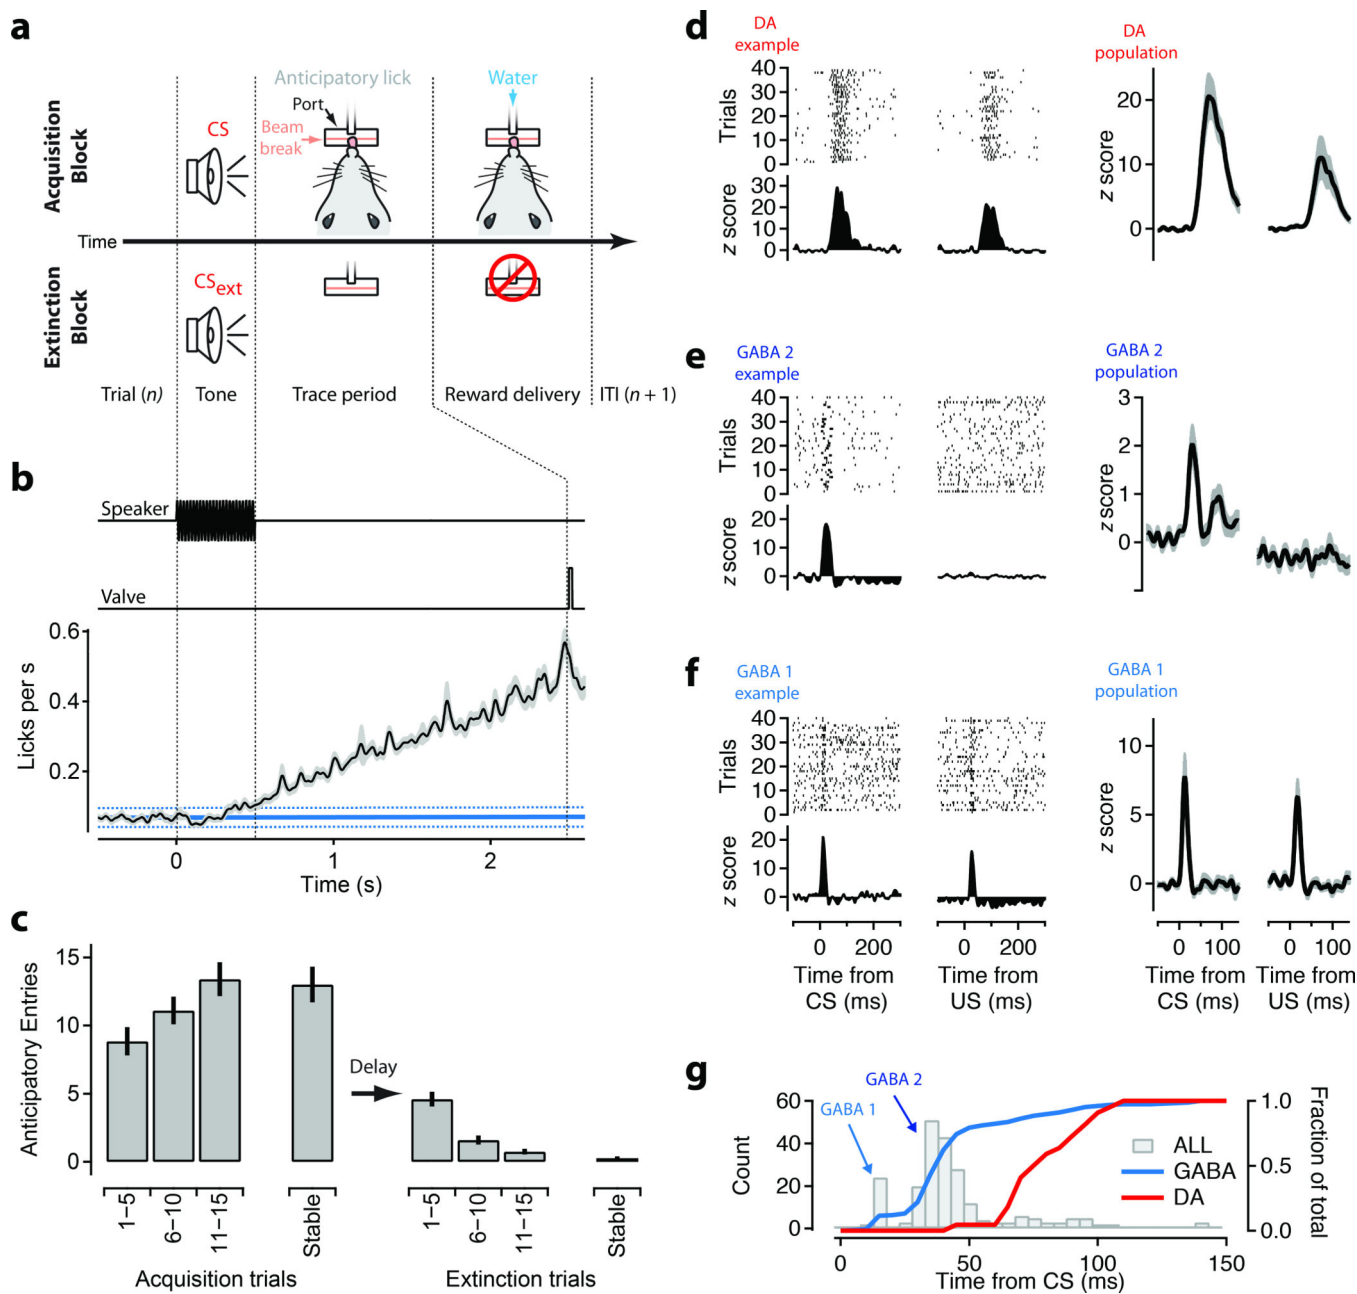 a
Anticipatory lick
Water
Port
CS
Beam
break
Acquisition
Block
Time
Extinction
Block
CSext
Trial (n)
Tone
Trace period
Reward delivery
ITI (n + 1)
b
Speaker
Valve
Licks per s
0.6
0.4
0.2
0 1 2
Time (s)
c
Anticipatory Entries
15
10
5
0
Delay
1–5
6–10
11–15
Stable
1–5
6–10
11–15
Stable
Acquisition trials
Extinction trials
d
DA
example
DA
population
Trials
40
30
20
10
0
z score
30
20
10
0
z score
20
10
0
e
GABA 2
example
GABA 2
population
Trials
40
30
20
10
0
z score
20
10
0
z score
3
2
1
0
f
GABA 1
example
GABA 1
population
Trials
40
30
20
10
0
z score
20
10
0
z score
10
5
0
0 200
0 200
0 100
0 100
Time from
CS (ms)
Time from
US (ms)
Time from
CS (ms)
Time from
US (ms)
g
GABA 1
GABA 2
Count
60
40
20
0
ALL
GABA
DA
1.0
0.5
0.0
Fraction of total
0 50 100 150
Time from CS (ms)